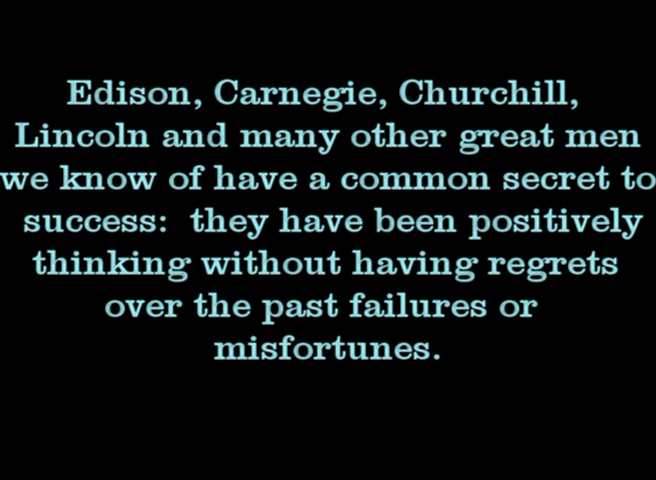 Edison, Carnegie, Churchill,
Lincoln and many other great men
we know of have a common secret to
success:  they have been positively
thinking without having regrets
over the past failures or
misfortunes.